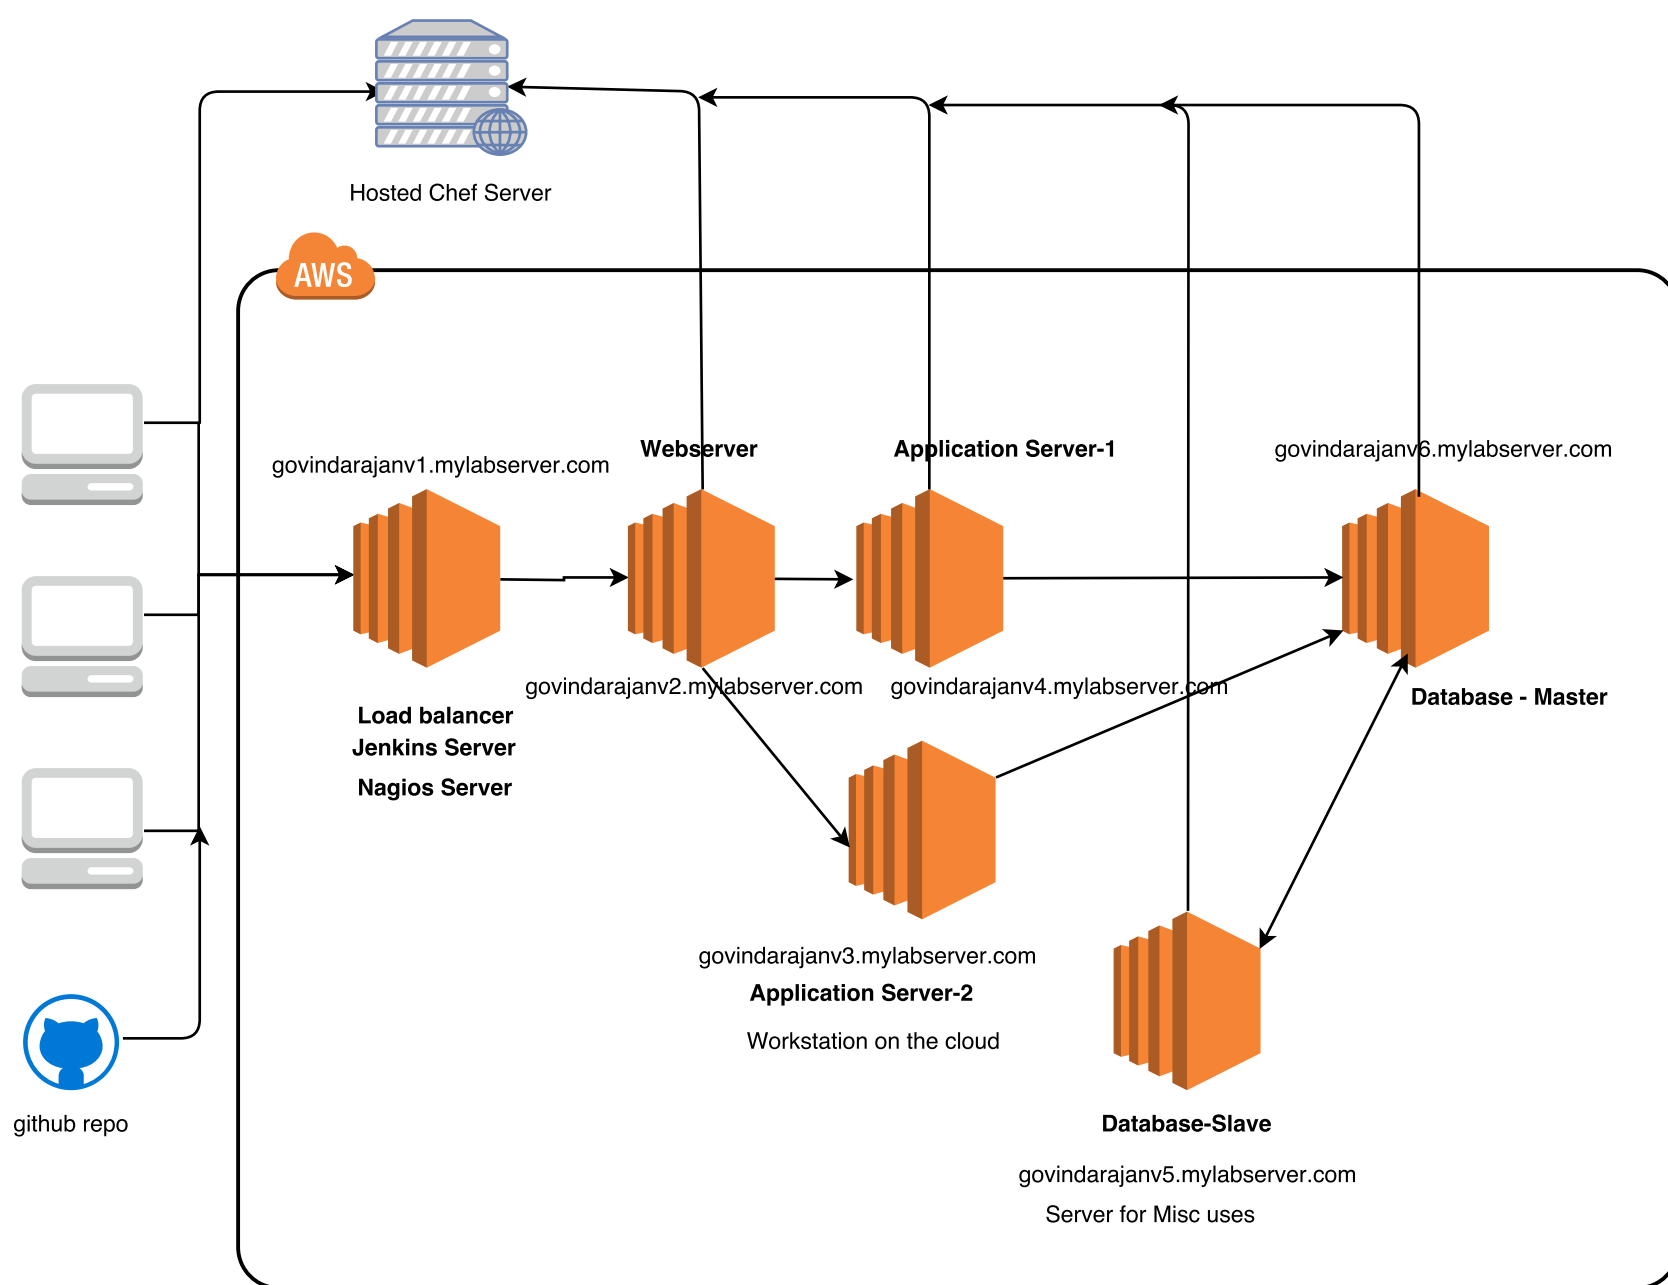 Hosted Chef Server
AWS
govindarajanv1.mylabserver.com
Webserver
Application Server-1
govindarajanv6.mylabserver.com
govindarajanv2.mylabserver.com
govindarajanv4.mylabserver.com
Database - Master
Load balancer
Jenkins Server
Nagios Server
govindarajanv3.mylabserver.com
Application Server-2
Workstation on the cloud
github repo
Database-Slave
govindarajanv5.mylabserver.com
Server for Misc uses